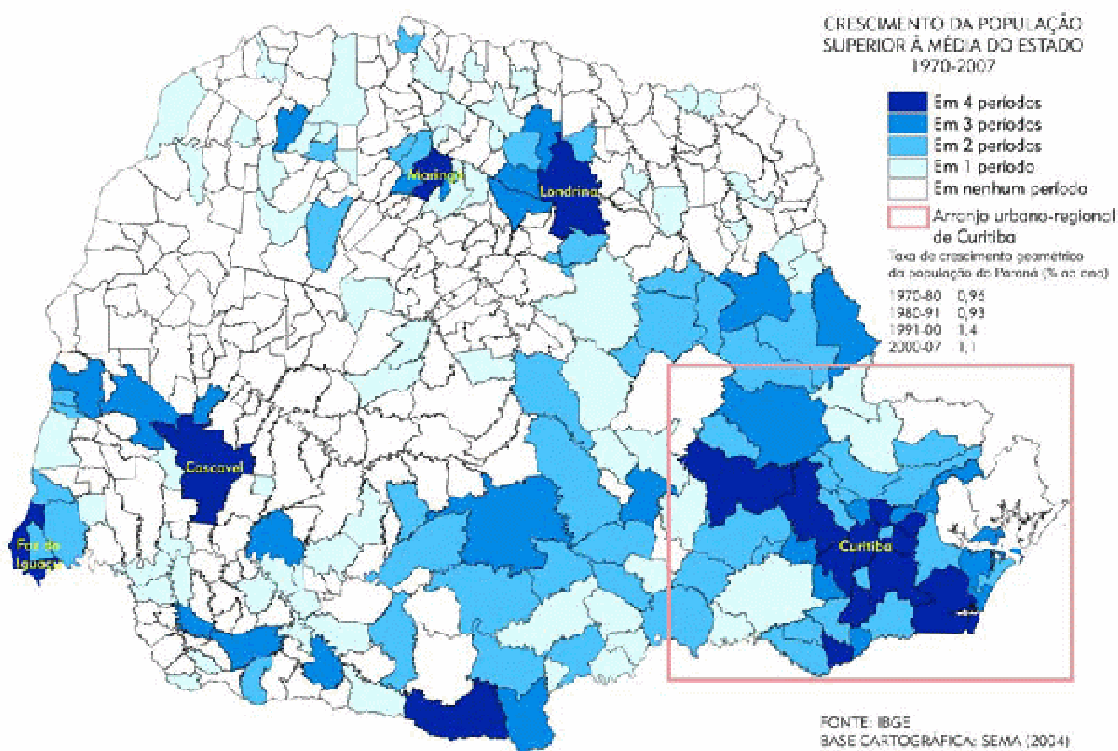 CRESCIMENTO DA POPULAÇÃO
SUPERIOR À MÉDIA DO ESTADO
1970-2007
Em 4 períodos
Em 3 períodos
Em 2 períodos
Em 1 período
Em nenhum período
Arranjo urbano-regional
de Curitiba
Taxa de crescimento geométrico
da população do Paraná (% ao ano)
1970-80 0,96
1980-91 0,93
1991-00 1,4
2000-07 1,1
Maringá
Londrina
Cascavel
Foz do
Iguaçu
Curitiba
FONTE: IBGE
BASE CARTOGRÁFICA: SEMA (2004)